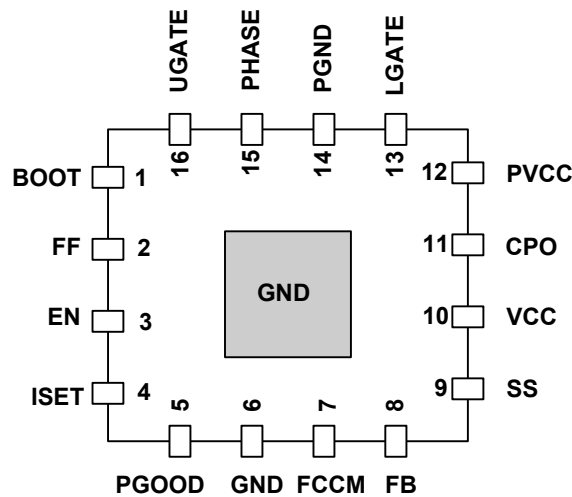 UGATE PHASE PGND LGATE
16 15 14 13
BOOT 1 12 PVCC
FF 2 11 CPO
GND
EN 3 10 VCC
ISET 4 9 SS
5 6 7 8
PGOOD GND FCCM FB